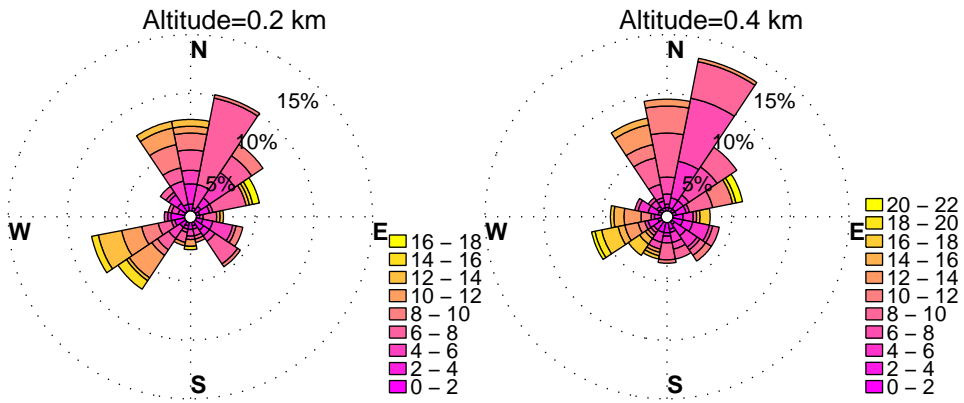 Altitude=0.2 km
N
15%
10%
5%
W
E
S
16 – 18
14 – 16
12 – 14
10 – 12
8 – 10
6 – 8
4 – 6
2 – 4
0 – 2
Altitude=0.4 km
N
15%
10%
5%
W
E
S
20 – 22
18 – 20
16 – 18
14 – 16
12 – 14
10 – 12
8 – 10
6 – 8
4 – 6
2 – 4
0 – 2